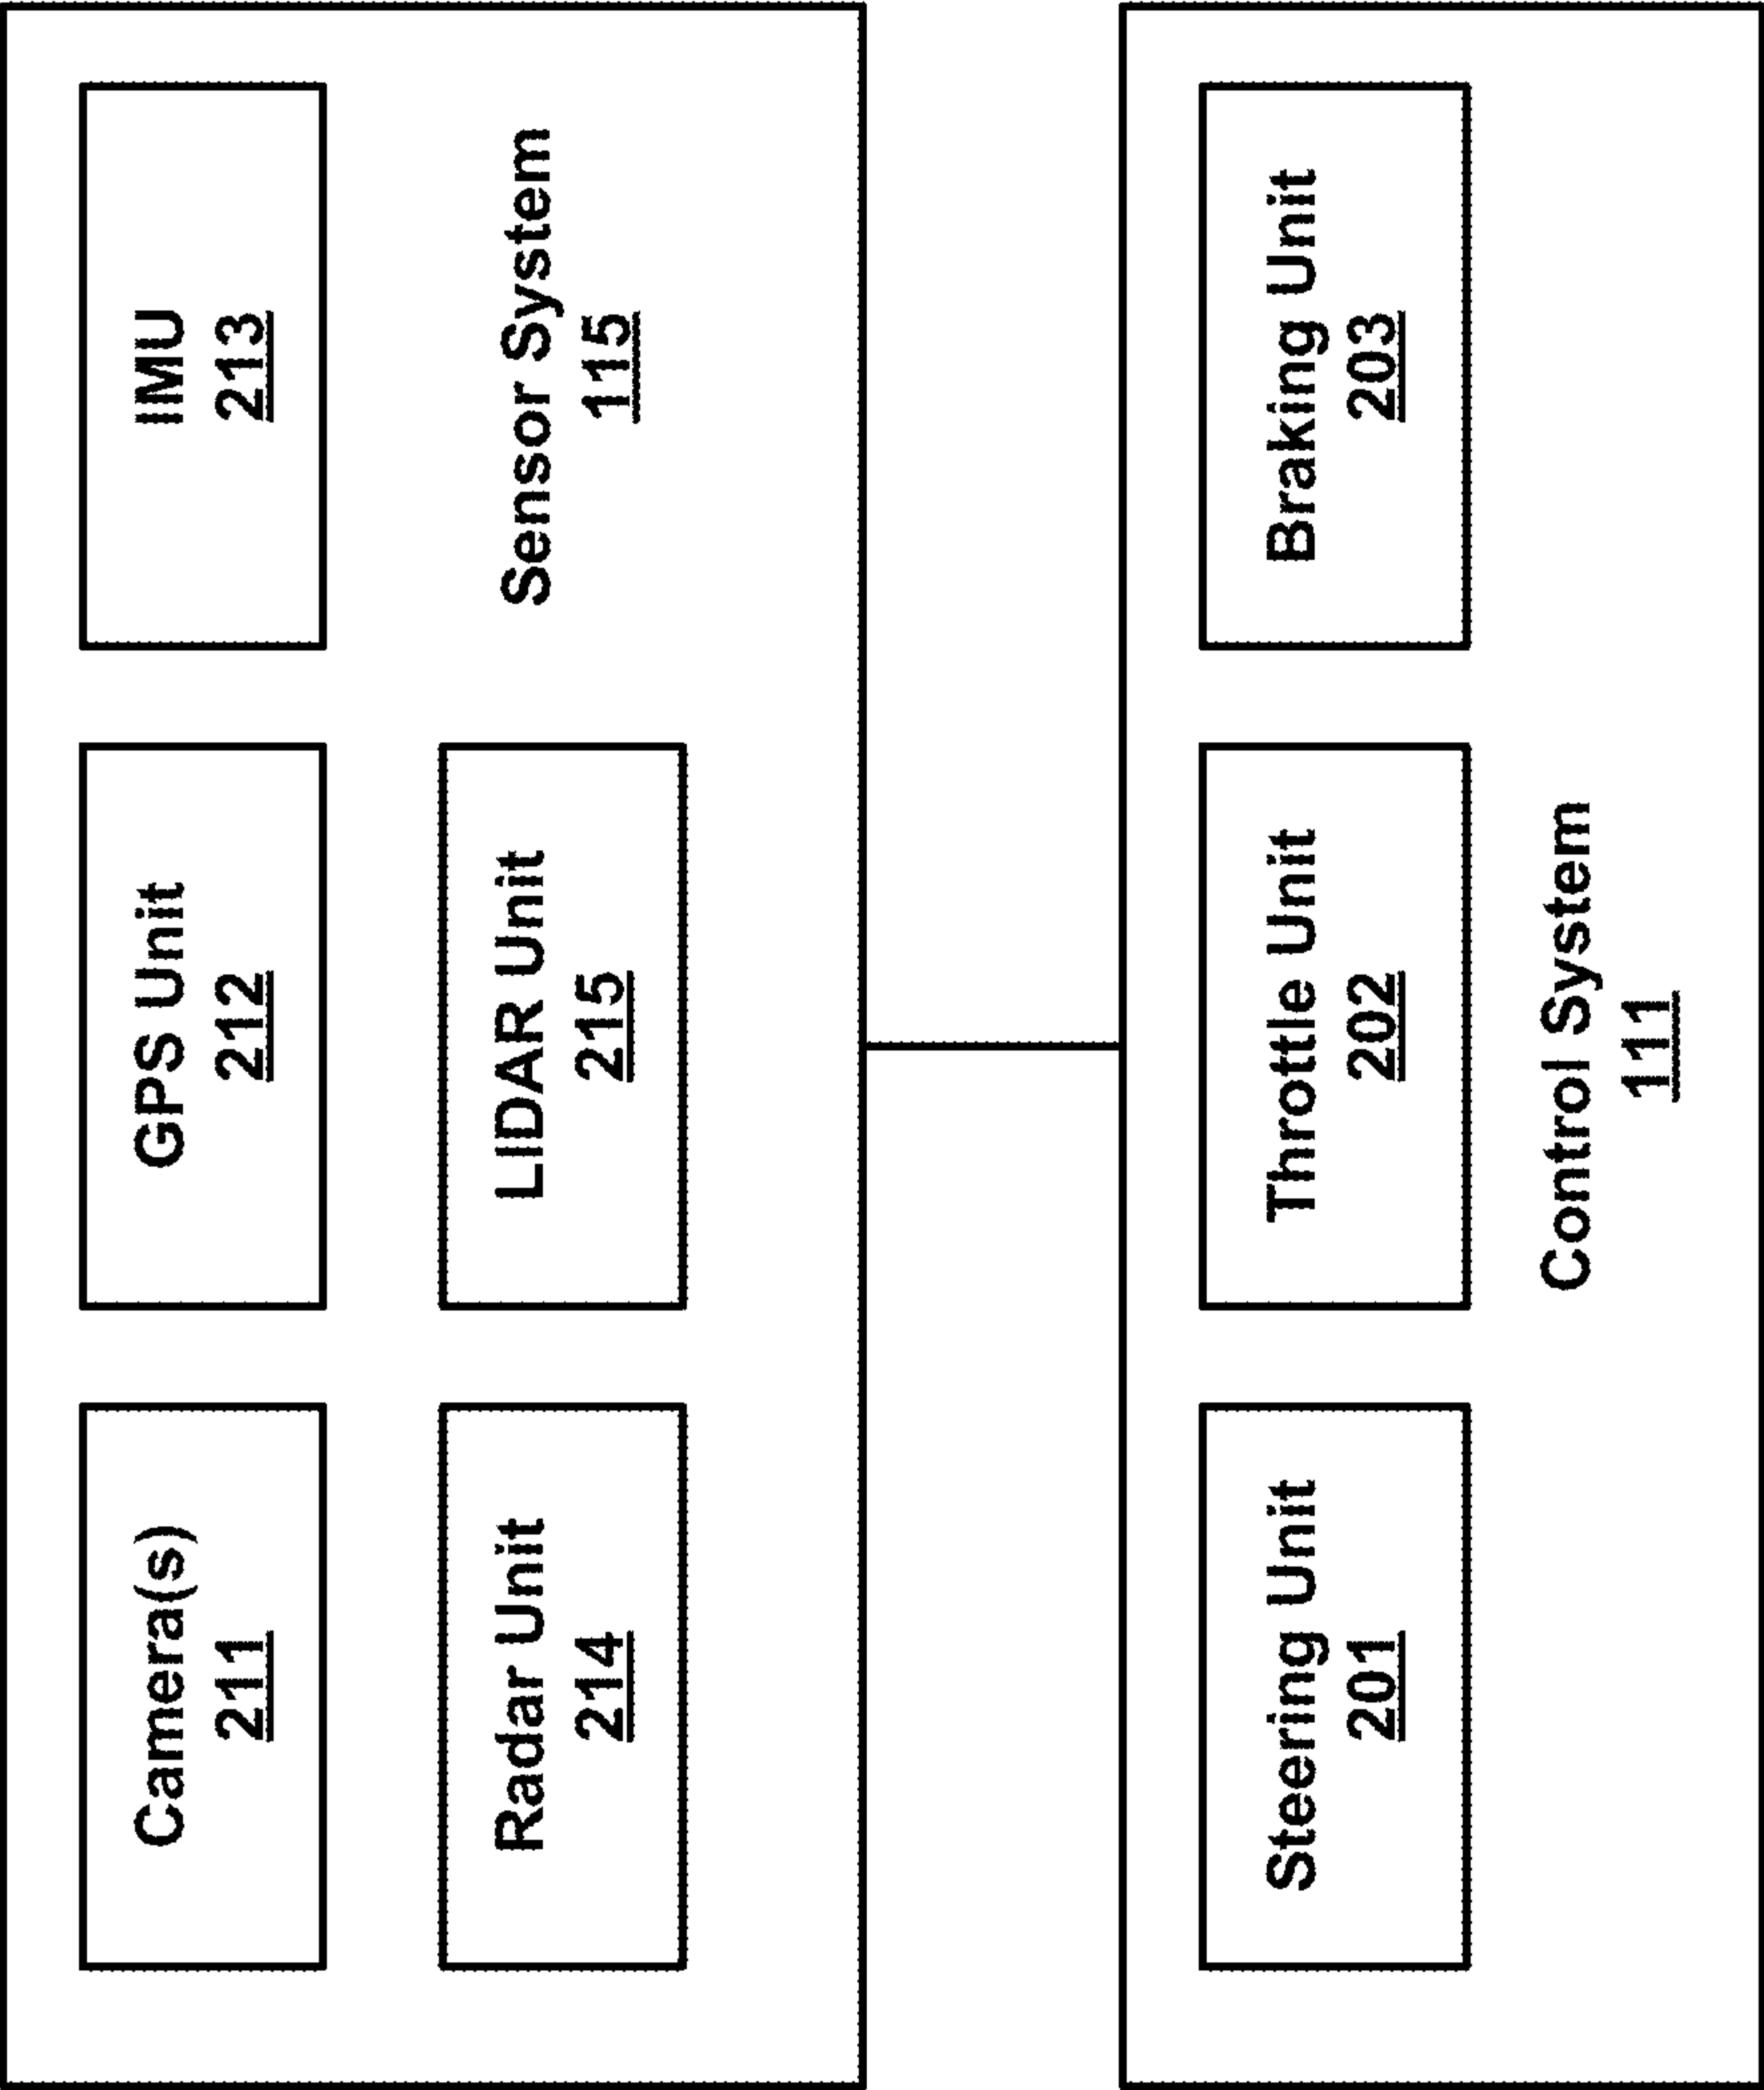 Camera(s)
211
GPS Unit
212
IMU
213
Radar Unit
214
LIDAR Unit
215
Sensor System
115
Steering Unit
201
Throttle Unit
202
Braking Unit
203
Control System
111